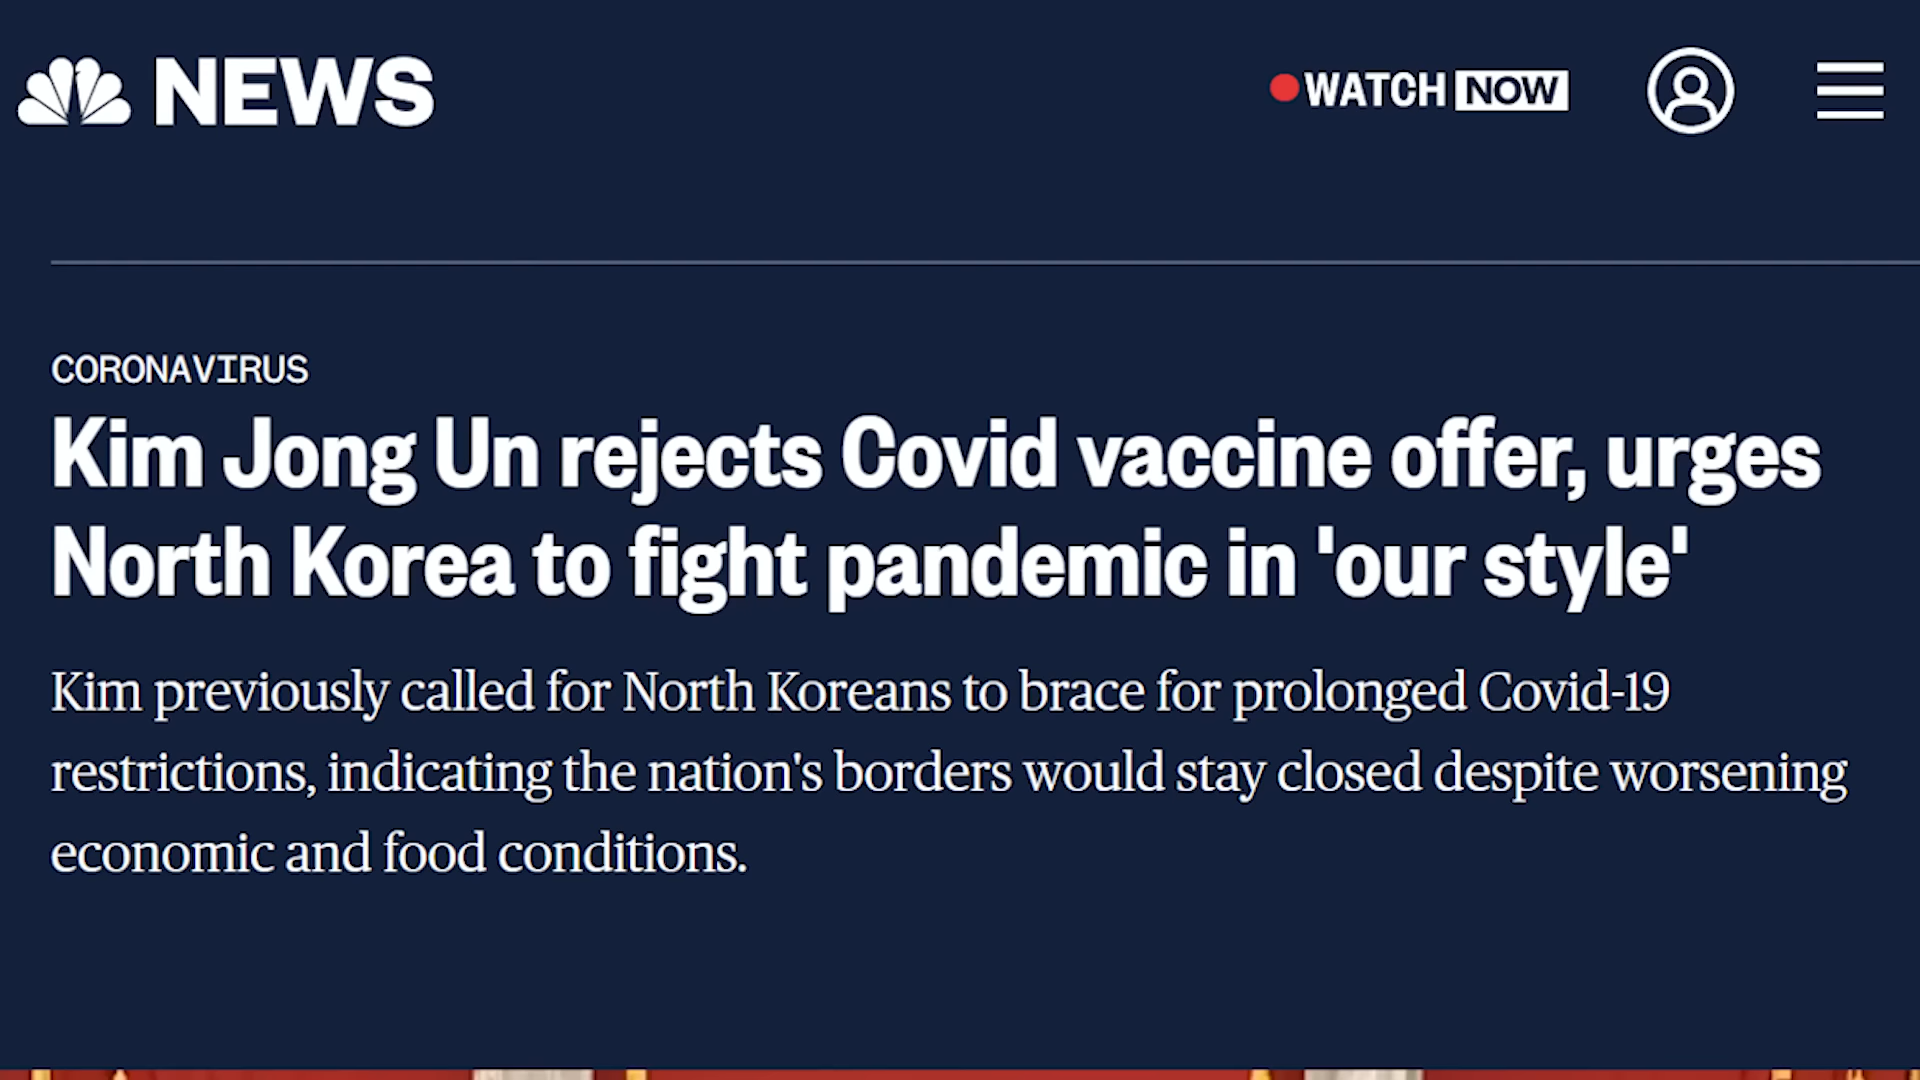 NEWS
WATCH NOW
CORONAVIRUS
Kim Jong Un rejects Covid vaccine offer, urges
North Korea to fight pandemic in 'our style'
Kim previously called for North Koreans to brace for prolonged Covid-19
restrictions, indicating the nation's borders would stay closed despite worsening
economic and food conditions.